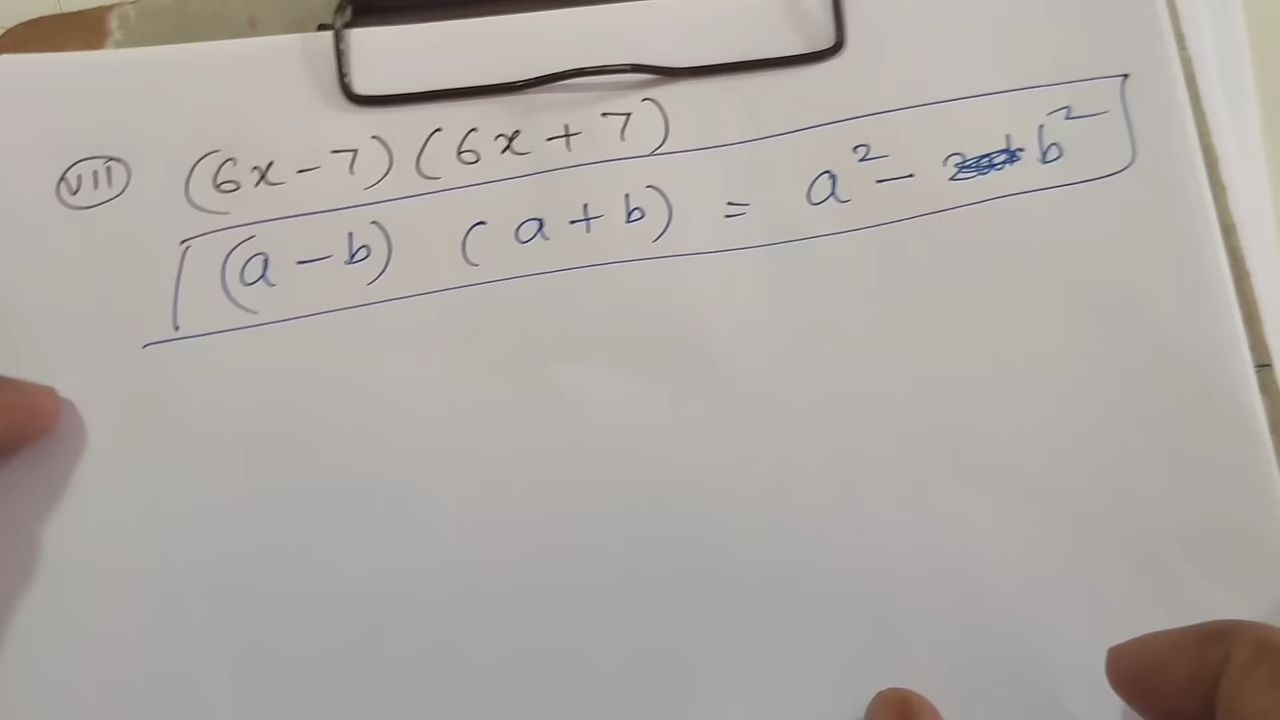 (vii) (6x-7)(6x+7)
(a-b) (a+b) = a² - b²